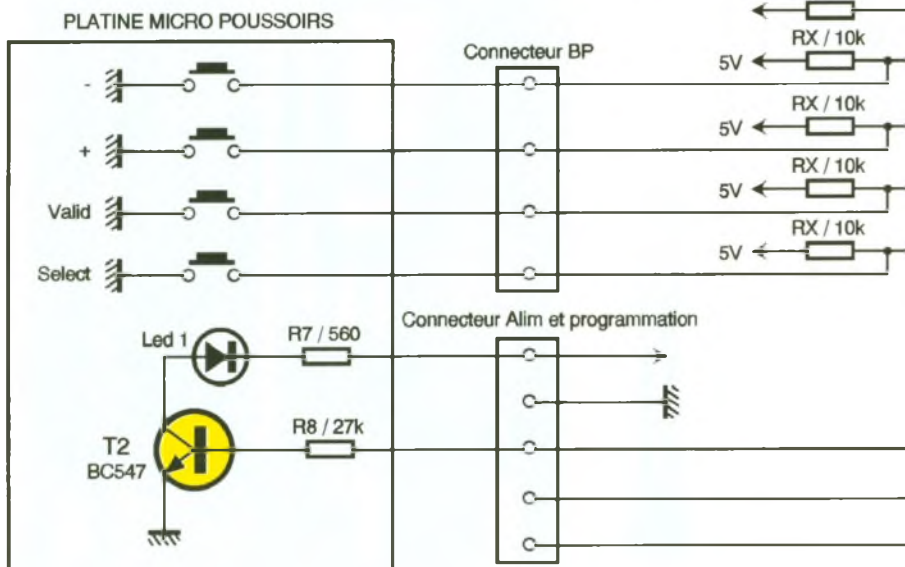 PLATINE MICRO POUSSOIRS
Connecteur BP
RX / 10k
5V
-
RX / 10k
5V
+
RX / 10k
5V
Valid
RX / 10k
5V
Select
Connecteur Alim et programmation
Led 1
R7 / 560
R8 / 27k
T2
BC547